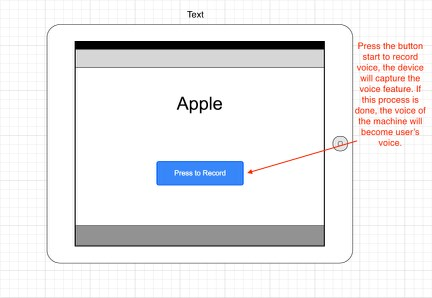 Text
Press the button
start to record
voice, the device
will capture the
voice feature. If
this process is
done, the voice of
the machine will
become user's
voice.
Apple
Press to Record